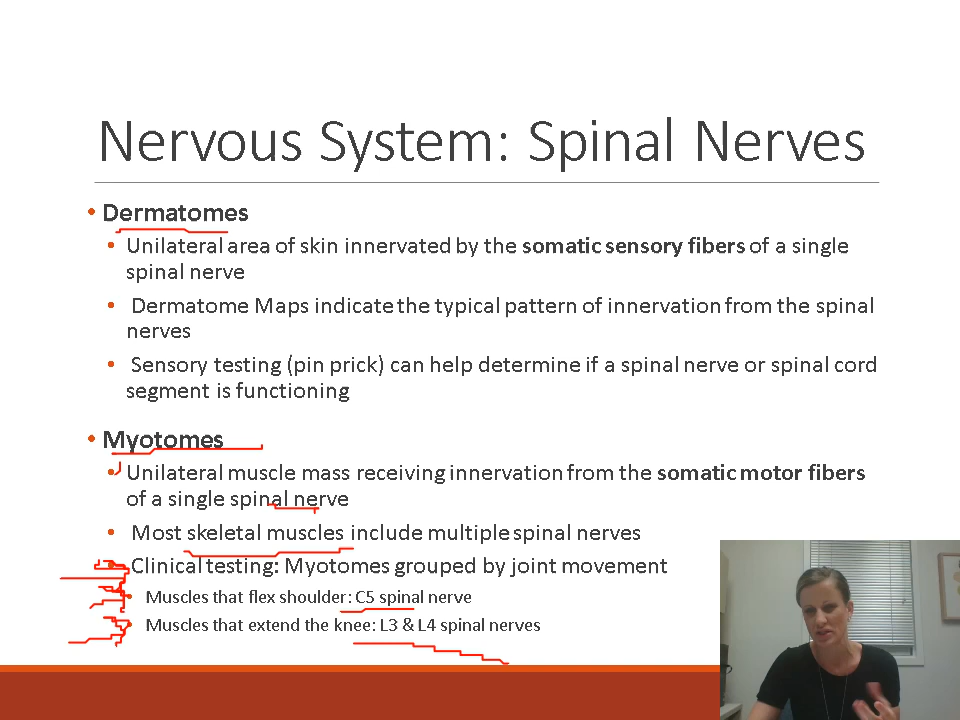 Nervous System: Spinal Nerves
• Dermatomes
• Unilateral area of skin innervated by the somatic sensory fibers of a single
spinal nerve
• Dermatome Maps indicate the typical pattern of innervation from the spinal
nerves
• Sensory testing (pin prick) can help determine if a spinal nerve or spinal cord
segment is functioning
• Myotomes
• Unilateral muscle mass receiving innervation from the somatic motor fibers
of a single spinal nerve
• Most skeletal muscles include multiple spinal nerves
• Clinical testing: Myotomes grouped by joint movement
• Muscles that flex shoulder: C5 spinal nerve
• Muscles that extend the knee: L3 & L4 spinal nerves